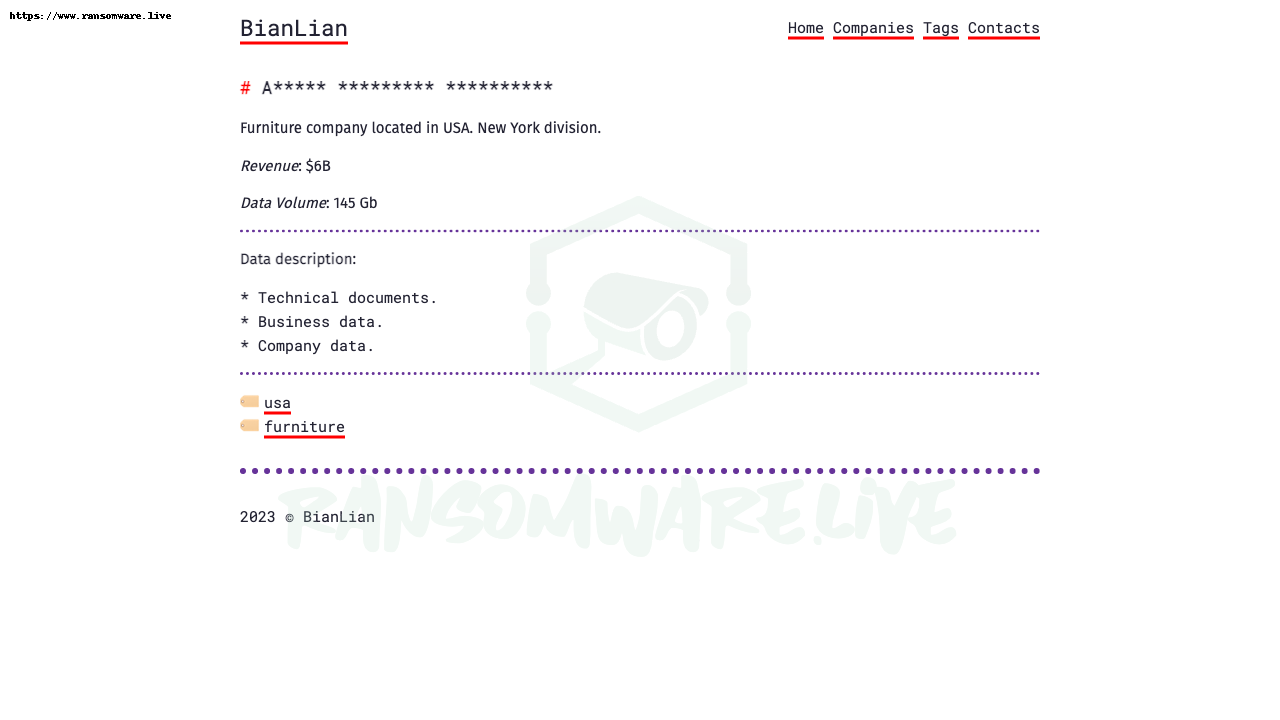 https://www.ransomware.live
BianLian
Home Companies Tags Contacts
# A***** ********* **********
Furniture company located in USA. New York division.
Revenue: $6B
Data Volume: 145 Gb
Data description:
* Technical documents.
* Business data.
* Company data.
usa
furniture
RANSOMWARE.LIVE
2023 © BianLian